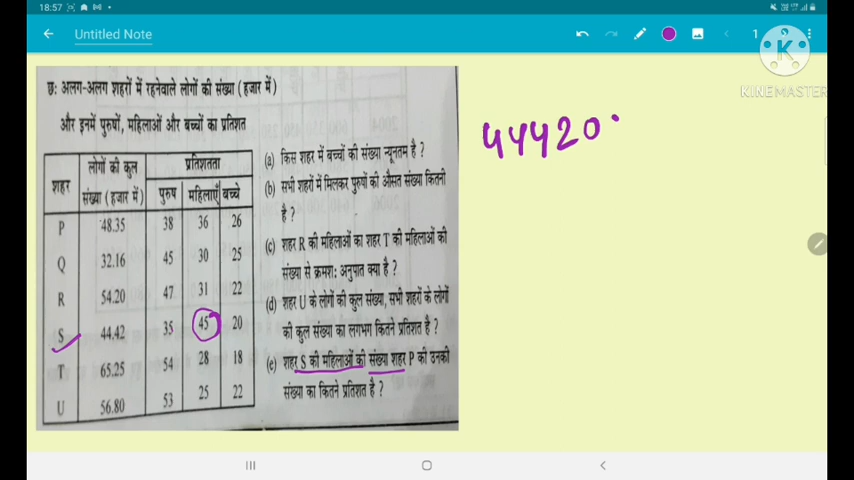 18:57
Untitled Note
1
KINEMASTER
छ: अलग-अलग शहरों में रहनेवाले लोगों की संख्या (हजार में)
और इनमें पुरुषों, महिलाओं और बच्चों का प्रतिशत
शहर लोगों की कुल संख्या (हजार में) प्रतिशतता
पुरुष महिलाएँ बच्चे
P 48.35 38 36 26
Q 32.16 45 30 25
R 54.20 47 31 22
S 44.42 35 45 20
T 65.25 54 28 18
U 56.80 53 25 22
(a) किस शहर में बच्चों की संख्या न्यूनतम है ?
(b) सभी शहरों में मिलकर पुरुषों की औसत संख्या कितनी
है ?
(c) शहर R की महिलाओं का शहर T की महिलाओं की
संख्या से क्रमश: अनुपात क्या है ?
(d) शहर U के लोगों की कुल संख्या, सभी शहरों के लोगों
की कुल संख्या का लगभग कितने प्रतिशत है ?
(e) शहर S की महिलाओं की संख्या शहर P की उनकी
संख्या का कितने प्रतिशत है ?
44420